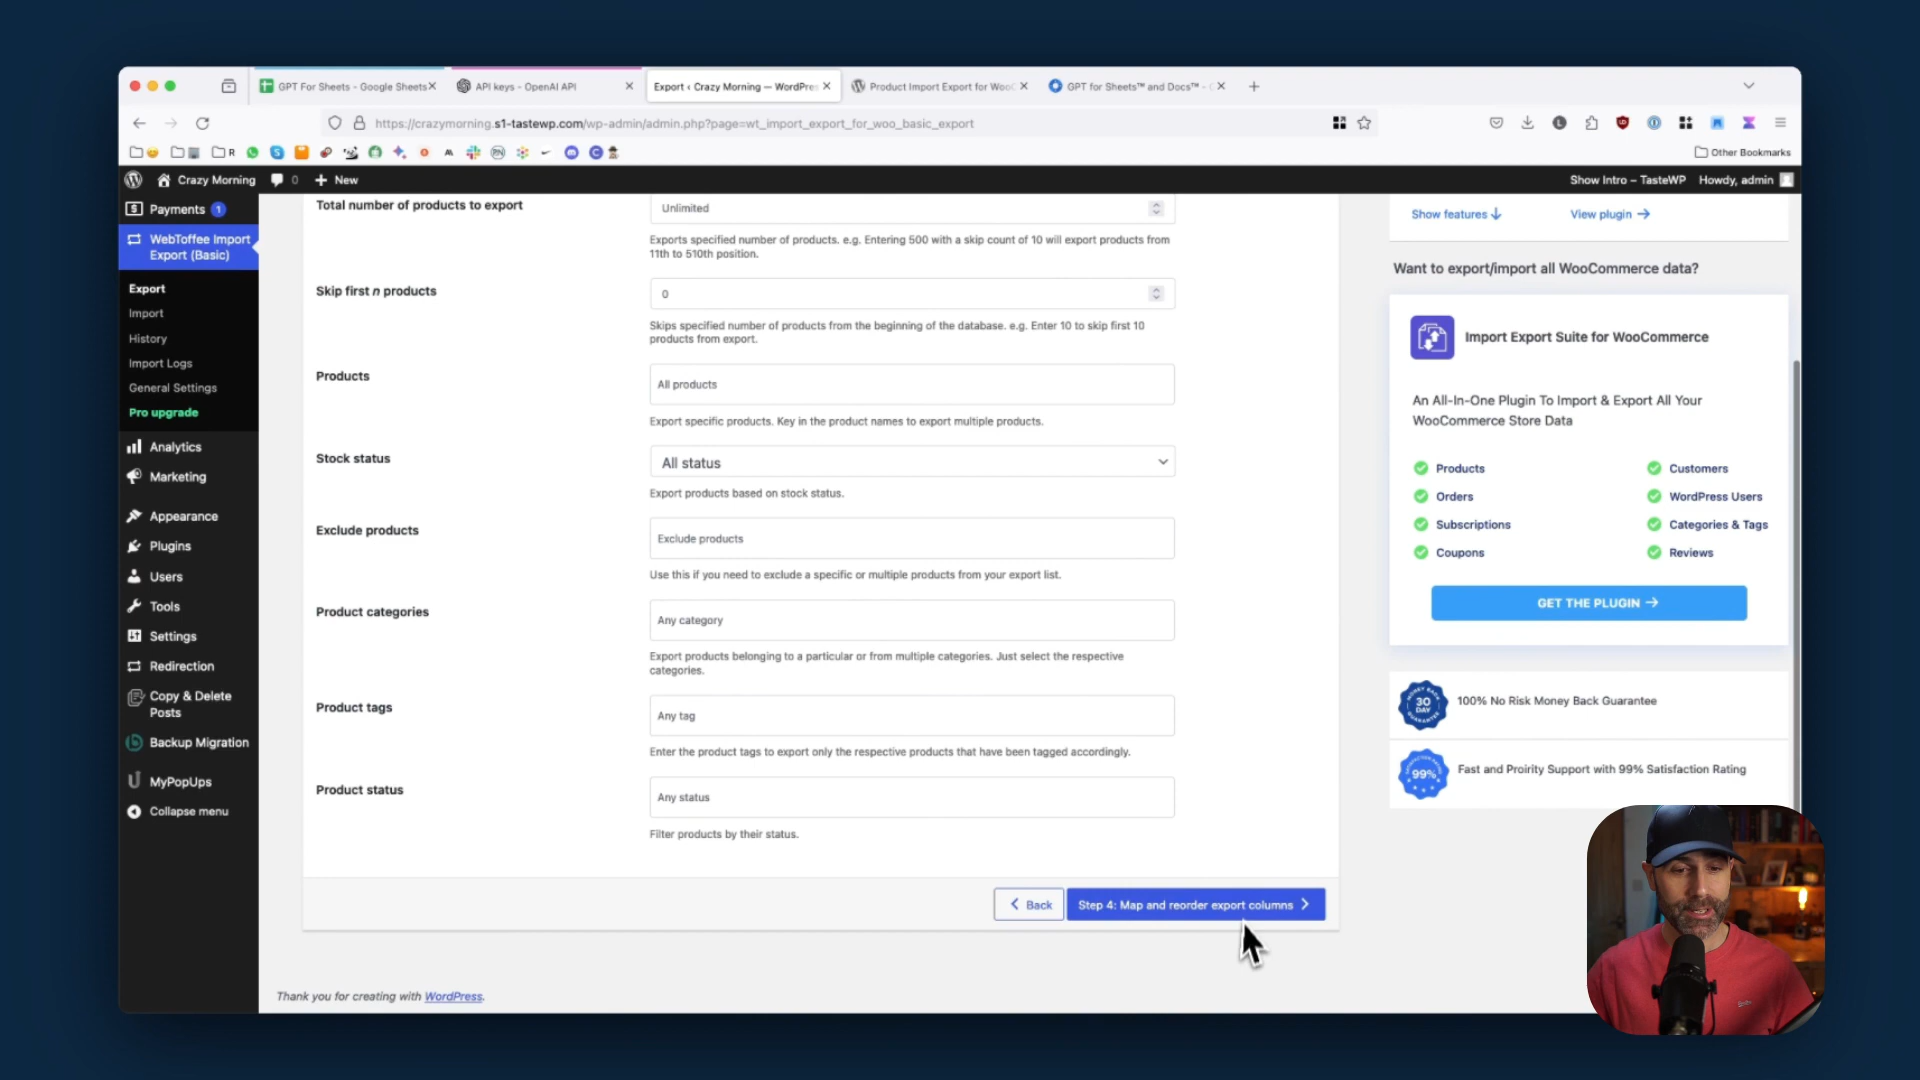 GPT For Sheets - Google Sheets
API keys - OpenAI API
Export ‹ Crazy Morning — WordPres
Product Import Export for WooC
GPT for Sheets™ and Docs™ -
https://crazymorning.s1-tastewp.com/wp-admin/admin.php?page=wt_import_export_for_woo_basic_export
R
Other Bookmarks
Crazy Morning
0
New
Show Intro – TasteWP
Howdy, admin
Payments 1
WebToffee Import
Export (Basic)
Export
Import
History
Import Logs
General Settings
Pro upgrade
Analytics
Marketing
Appearance
Plugins
Users
Tools
Settings
Redirection
Copy & Delete
Posts
Backup Migration
MyPopUps
Collapse menu
Total number of products to export
Unlimited
Exports specified number of products. e.g. Entering 500 with a skip count of 10 will export products from
11th to 510th position.
Skip first n products
0
Skips specified number of products from the beginning of the database. e.g. Enter 10 to skip first 10
products from export.
Products
All products
Export specific products. Key in the product names to export multiple products.
Stock status
All status
Export products based on stock status.
Exclude products
Exclude products
Use this if you need to exclude a specific or multiple products from your export list.
Product categories
Any category
Export products belonging to a particular or from multiple categories. Just select the respective
categories.
Product tags
Any tag
Enter the product tags to export only the respective products that have been tagged accordingly.
Product status
Any status
Filter products by their status.
Back
Step 4: Map and reorder export columns
Thank you for creating with WordPress.
Show features
View plugin
Want to export/import all WooCommerce data?
Import Export Suite for WooCommerce
An All-In-One Plugin To Import & Export All Your
WooCommerce Store Data
Products
Customers
Orders
WordPress Users
Subscriptions
Categories & Tags
Coupons
Reviews
GET THE PLUGIN
MONEY BACK
30
DAY
GUARANTEE
100% No Risk Money Back Guarantee
99%
Fast and Proirity Support with 99% Satisfaction Rating